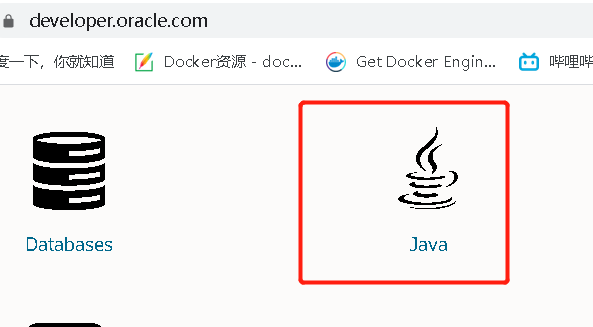 developer.oracle.com
度一下，你就知道 Docker资源 - doc... Get Docker Engin... 哔哩哔
Databases Java